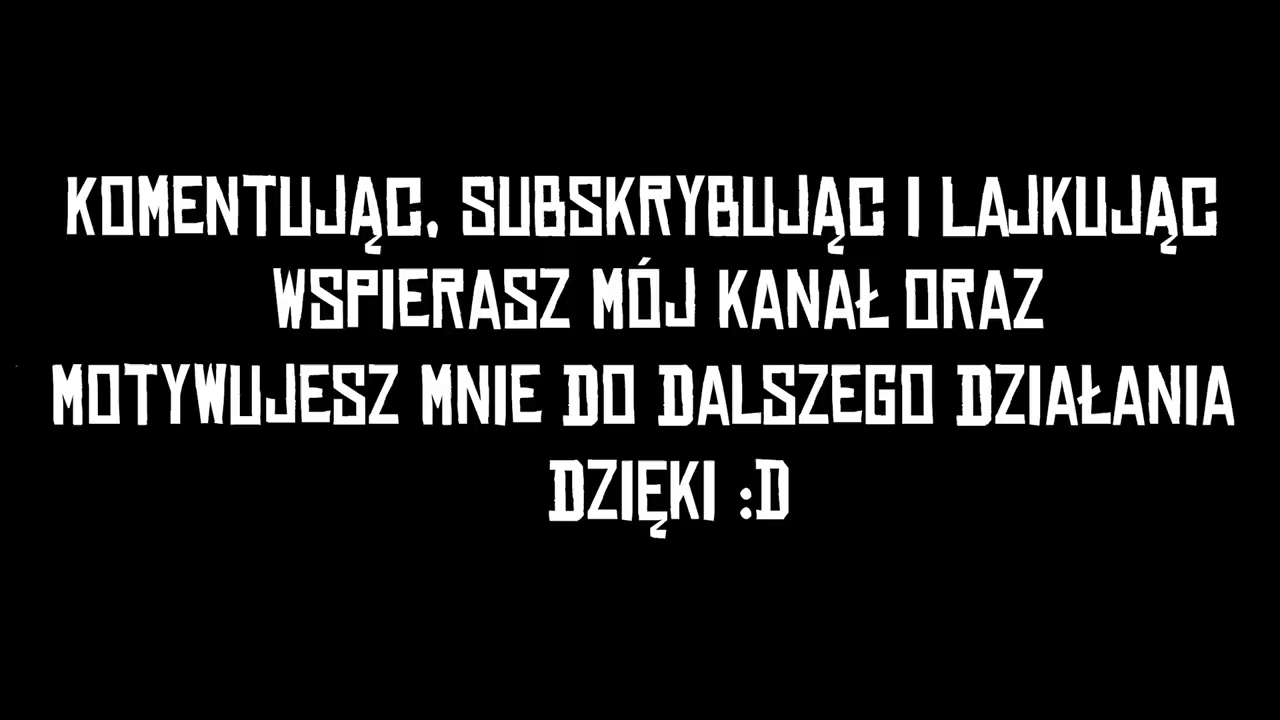 KOMENTUJĄC, SUBSKRYBUJĄC I LAJKUJĄC
WSPIERASZ MÓJ KANAŁ ORAZ
MOTYWUJESZ MNIE DO DALSZEGO DZIAŁANIA
DZIĘKI :D